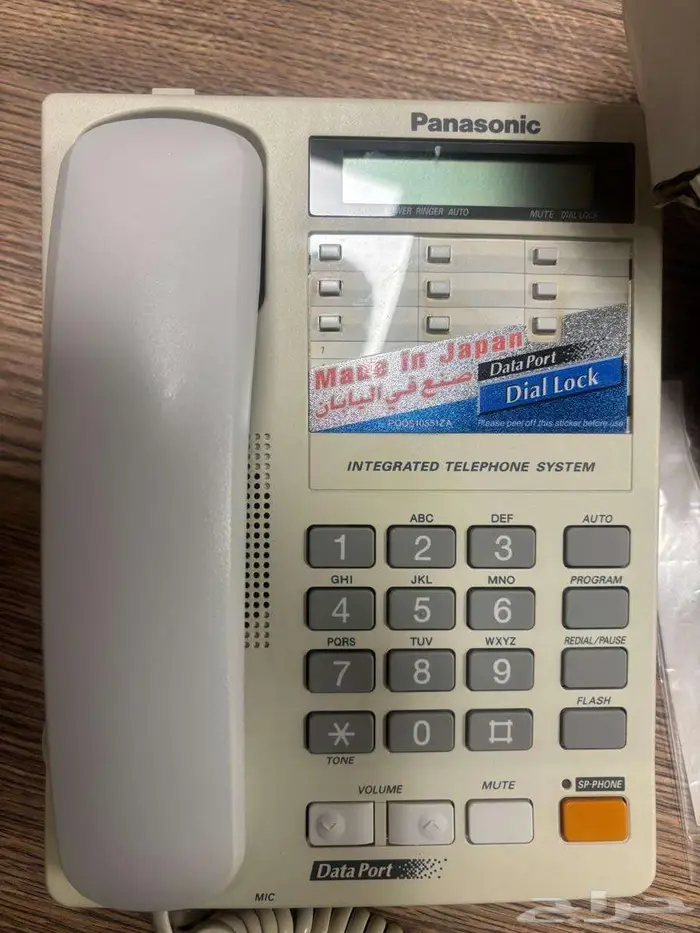 Panasonic
RINGER AUTO MUTE DIAL LOCK
Made in Japan
صنع في اليابان
Data Port
Dial Lock
PQQS10551ZA Please peel off this sticker before use
INTEGRATED TELEPHONE SYSTEM
ABC DEF AUTO
1 2 3
GHI JKL MNO PROGRAM
4 5 6
PQRS TUV WXYZ REDIAL/PAUSE
7 8 9
FLASH
* 0 #
TONE
VOLUME MUTE SP-PHONE
Data Port
MIC
حراج